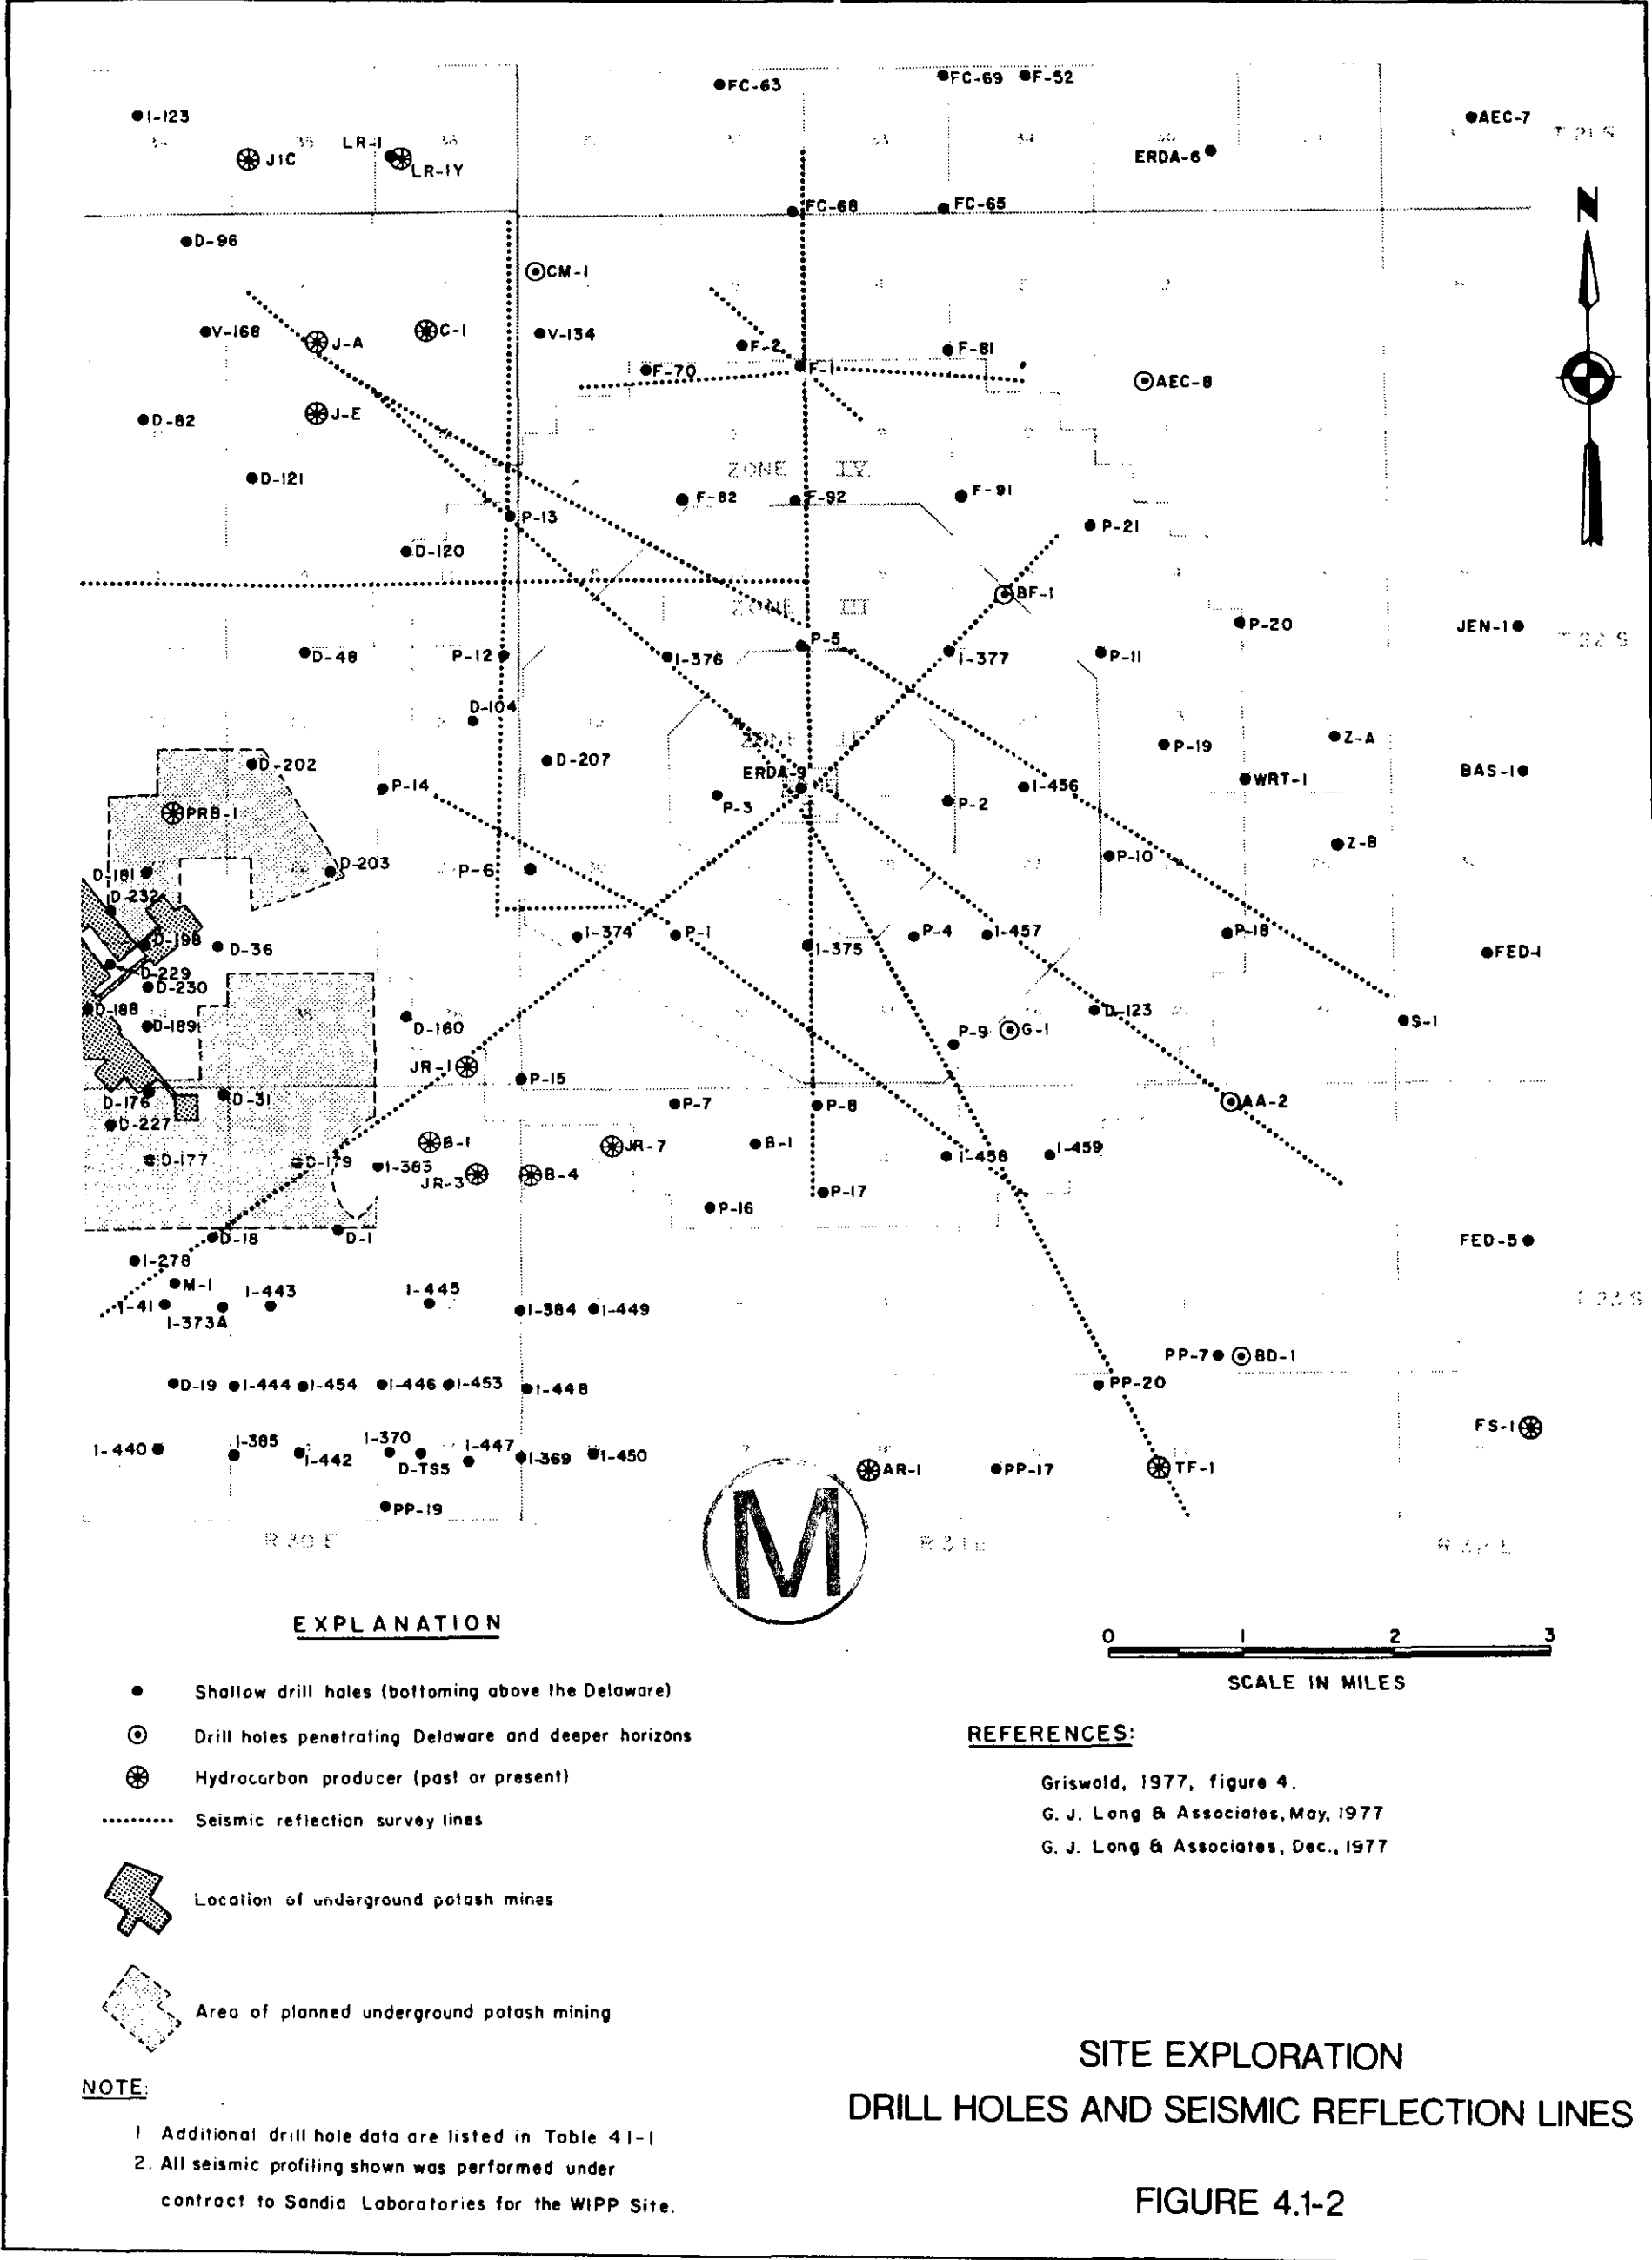 FC-63
FC-69
F-52
I-123
AEC-7
LR-1
J1C
LR-1Y
ERDA-6
T 21 S
FC-68
FC-65
N
D-96
CM-1
V-168
J-A
C-1
V-134
F-2
F-1
F-81
F-70
AEC-8
J-E
D-82
D-121
ZONE IV
F-82
F-92
F-91
P-13
P-21
D-120
BF-1
ZONE III
P-20
JEN-1
T 22 S
D-48
P-12
I-376
P-5
I-377
P-11
D-104
ZONE II
P-19
Z-A
D-202
D-207
ERDA-9
BAS-1
P-14
P-3
P-2
I-456
WRT-1
PRB-1
Z-B
D-181
D-203
P-6
P-10
D-232
D-198
D-36
I-374
P-1
I-375
P-4
I-457
P-18
FED-1
D-229
D-230
D-188
D-189
D-160
P-9
G-1
D-123
S-1
JR-1
P-15
D-176
D-31
P-7
P-8
AA-2
D-227
B-1
JR-7
B-1
D-177
D-179
I-383
JR-3
B-4
I-458
I-459
P-16
P-17
D-18
D-1
FED-5
I-278
M-1
I-443
I-445
I-41
I-373A
I-384
I-449
T 23 S
PP-7
BD-1
D-19
I-444
I-454
I-446
I-453
I-448
PP-20
I-440
I-385
I-442
I-370
D-TS5
I-447
I-369
I-450
FS-1
AR-1
PP-17
TF-1
PP-19
R 30 E
M
R 31 E
R 32 E
EXPLANATION
0 1 2 3
SCALE IN MILES
Shallow drill holes (bottoming above the Delaware)
Drill holes penetrating Delaware and deeper horizons
Hydrocarbon producer (past or present)
Seismic reflection survey lines
Location of underground potash mines
Area of planned underground potash mining
REFERENCES:
Griswold, 1977, figure 4.
G. J. Long & Associates, May, 1977
G. J. Long & Associates, Dec., 1977
NOTE:
1 Additional drill hole data are listed in Table 4 1-1
2. All seismic profiling shown was performed under
contract to Sandia Laboratories for the WIPP Site.
SITE EXPLORATION
DRILL HOLES AND SEISMIC REFLECTION LINES
FIGURE 4.1-2